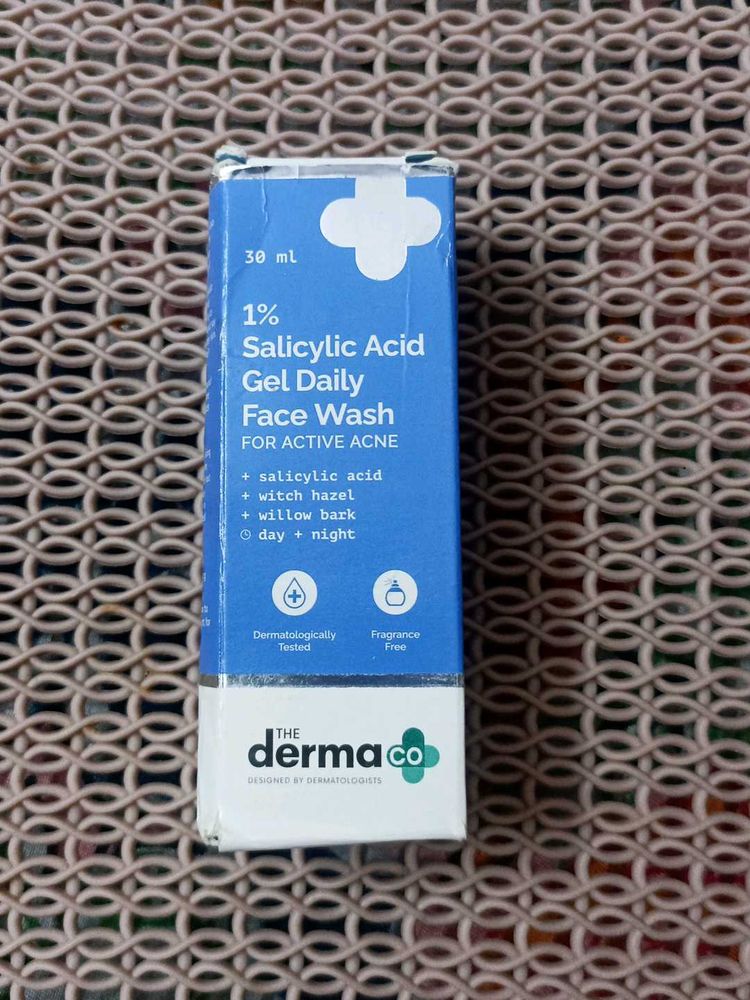 30 ml
1%
Salicylic Acid
Gel Daily
Face Wash
FOR ACTIVE ACNE
+ salicylic acid
+ witch hazel
+ willow bark
day + night
Dermatologically
Tested
Fragrance
Free
THE
derma co
DESIGNED BY DERMATOLOGISTS